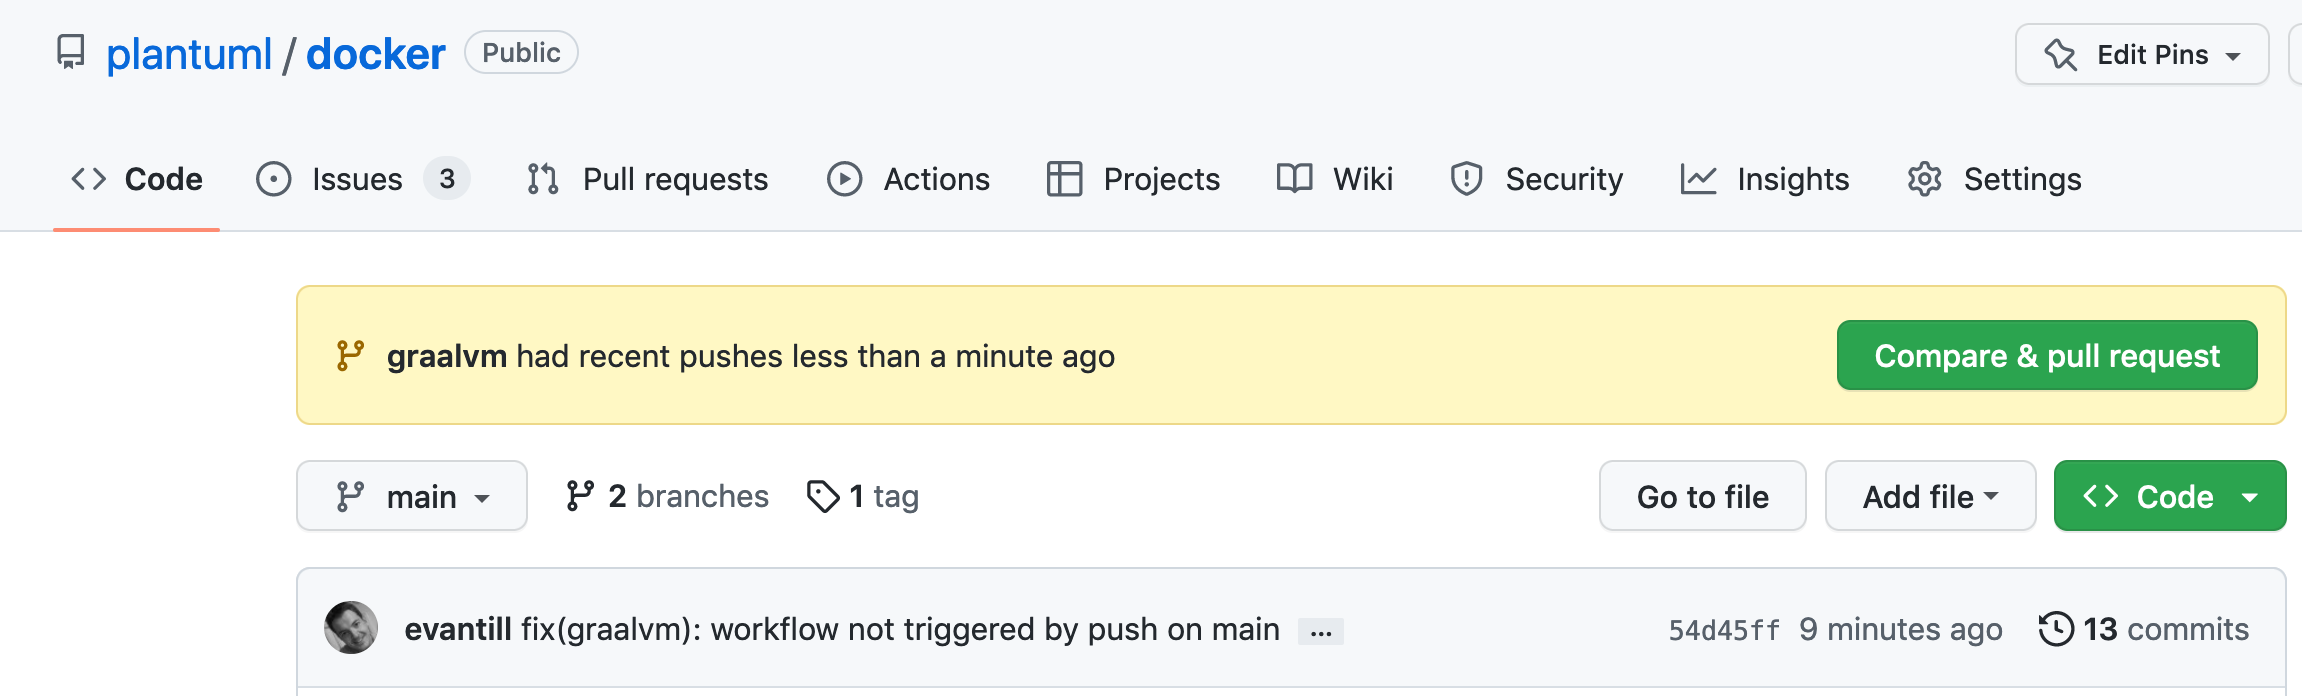 plantuml / docker Public Edit Pins
Code Issues 3 Pull requests Actions Projects Wiki Security Insights Settings
graalvm had recent pushes less than a minute ago Compare & pull request
main 2 branches 1 tag Go to file Add file Code
evantill fix(graalvm): workflow not triggered by push on main ... 54d45ff 9 minutes ago 13 commits